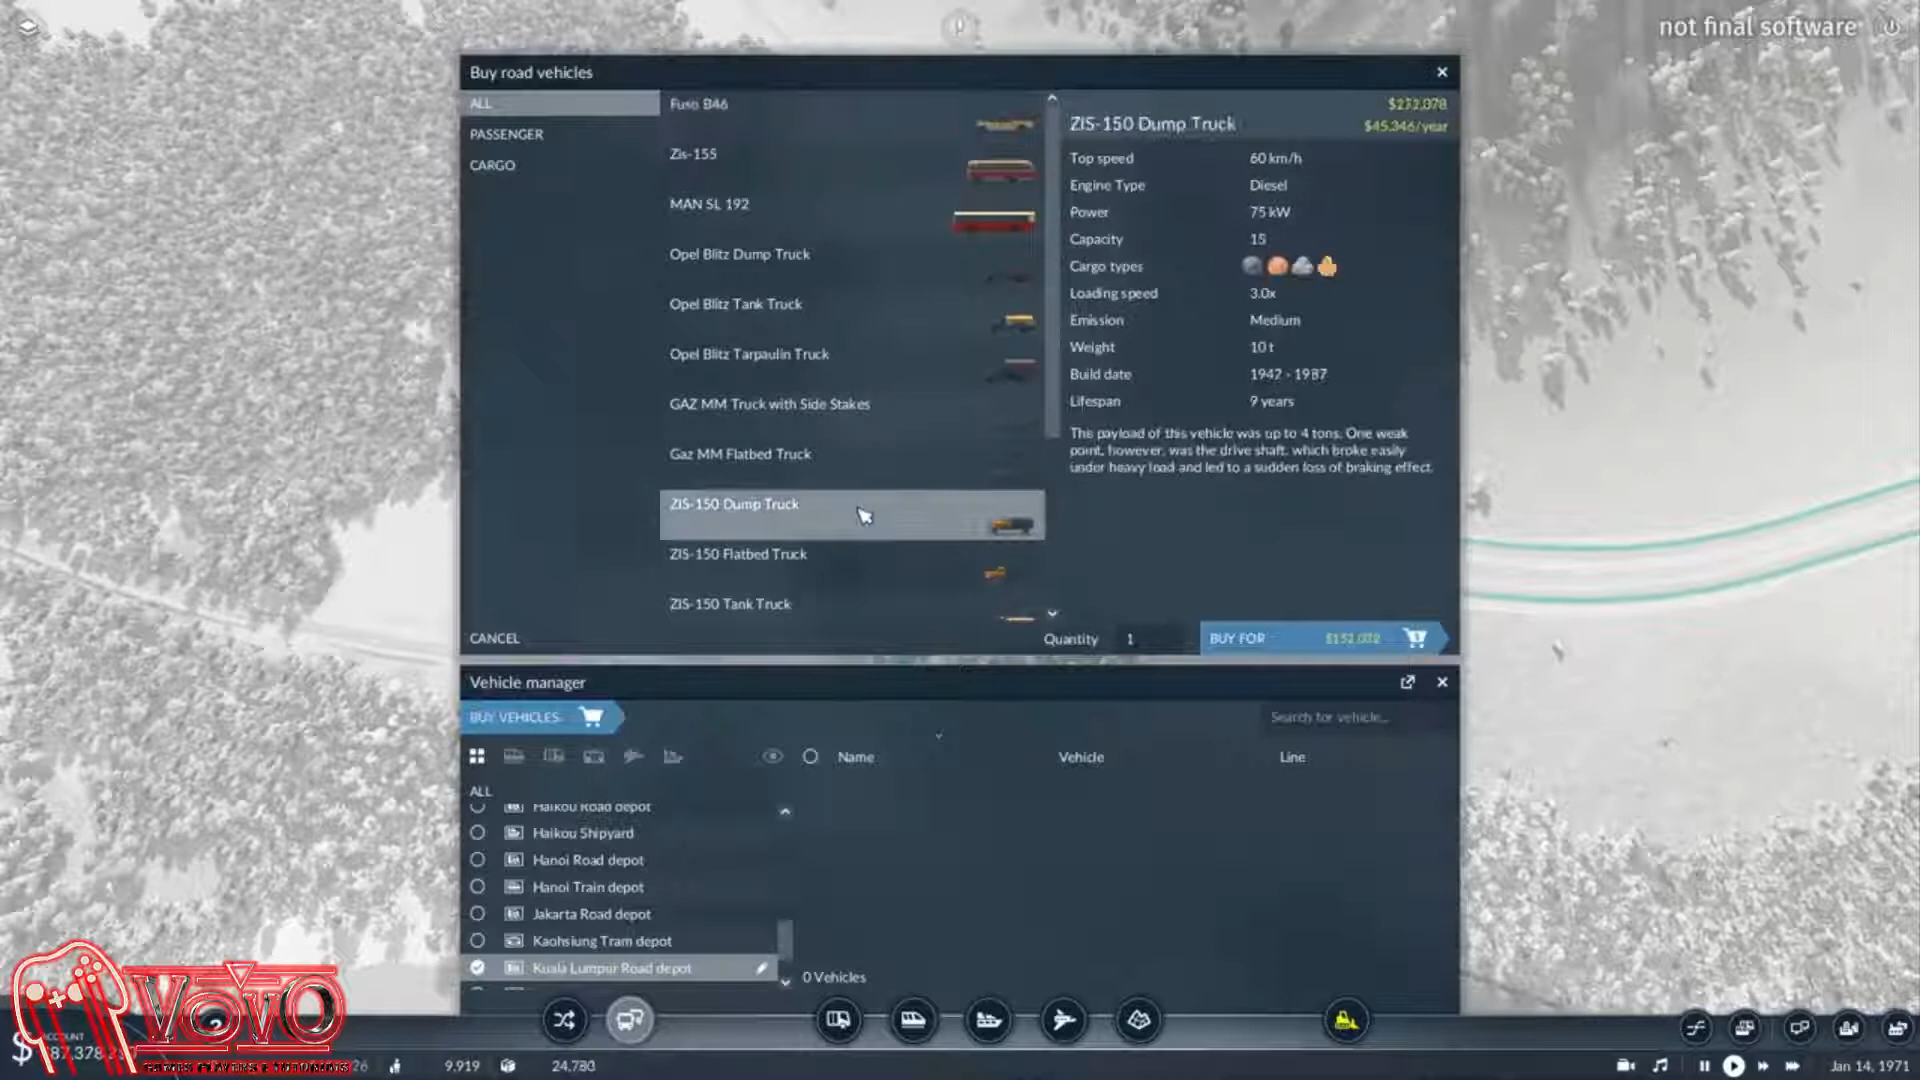 not final software
Buy road vehicles
ALL
PASSENGER
CARGO
Fuso B46
Zis-155
MAN SL 192
Opel Blitz Dump Truck
Opel Blitz Tank Truck
Opel Blitz Tarpaulin Truck
GAZ MM Truck with Side Stakes
Gaz MM Flatbed Truck
ZIS-150 Dump Truck
ZIS-150 Flatbed Truck
ZIS-150 Tank Truck
ZIS-150 Dump Truck
$45,346/year
Top speed 60 km/h
Engine Type Diesel
Power 75 kW
Capacity 15
Cargo types
Loading speed 3.0x
Emission Medium
Weight 10 t
Build date 1942 - 1987
Lifespan 9 years
The payload of this vehicle was up to 4 tons. One weak
point, however, was the drive shaft, which broke easily
under heavy load and led to a sudden loss of braking effect.
CANCEL
Quantity 1
BUY FOR
Vehicle manager
BUY VEHICLES
Search for vehicle...
Name Vehicle Line
ALL
Haikou Road depot
Haikou Shipyard
Hanoi Road depot
Hanoi Train depot
Jakarta Road depot
Kaohsiung Tram depot
Kuala Lumpur Road depot
0 Vehicles
VOVO
9,919
24,780
Jan 14, 1971